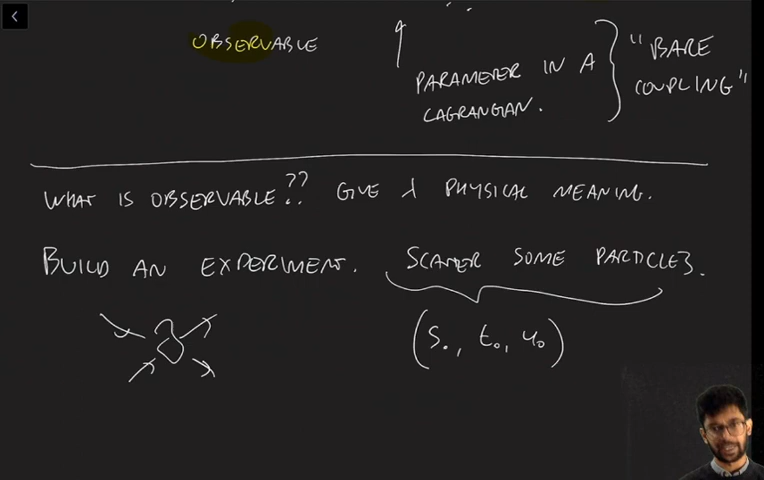 OBSERVABLE
PARAMETER IN A
LAGRANGIAN.
"BARE
COUPLING"
WHAT IS OBSERVABLE?? GIVE λ PHYSICAL MEANING.
BUILD AN EXPERIMENT. SCATTER SOME PARTICLES.
(s₀, t₀, u₀)